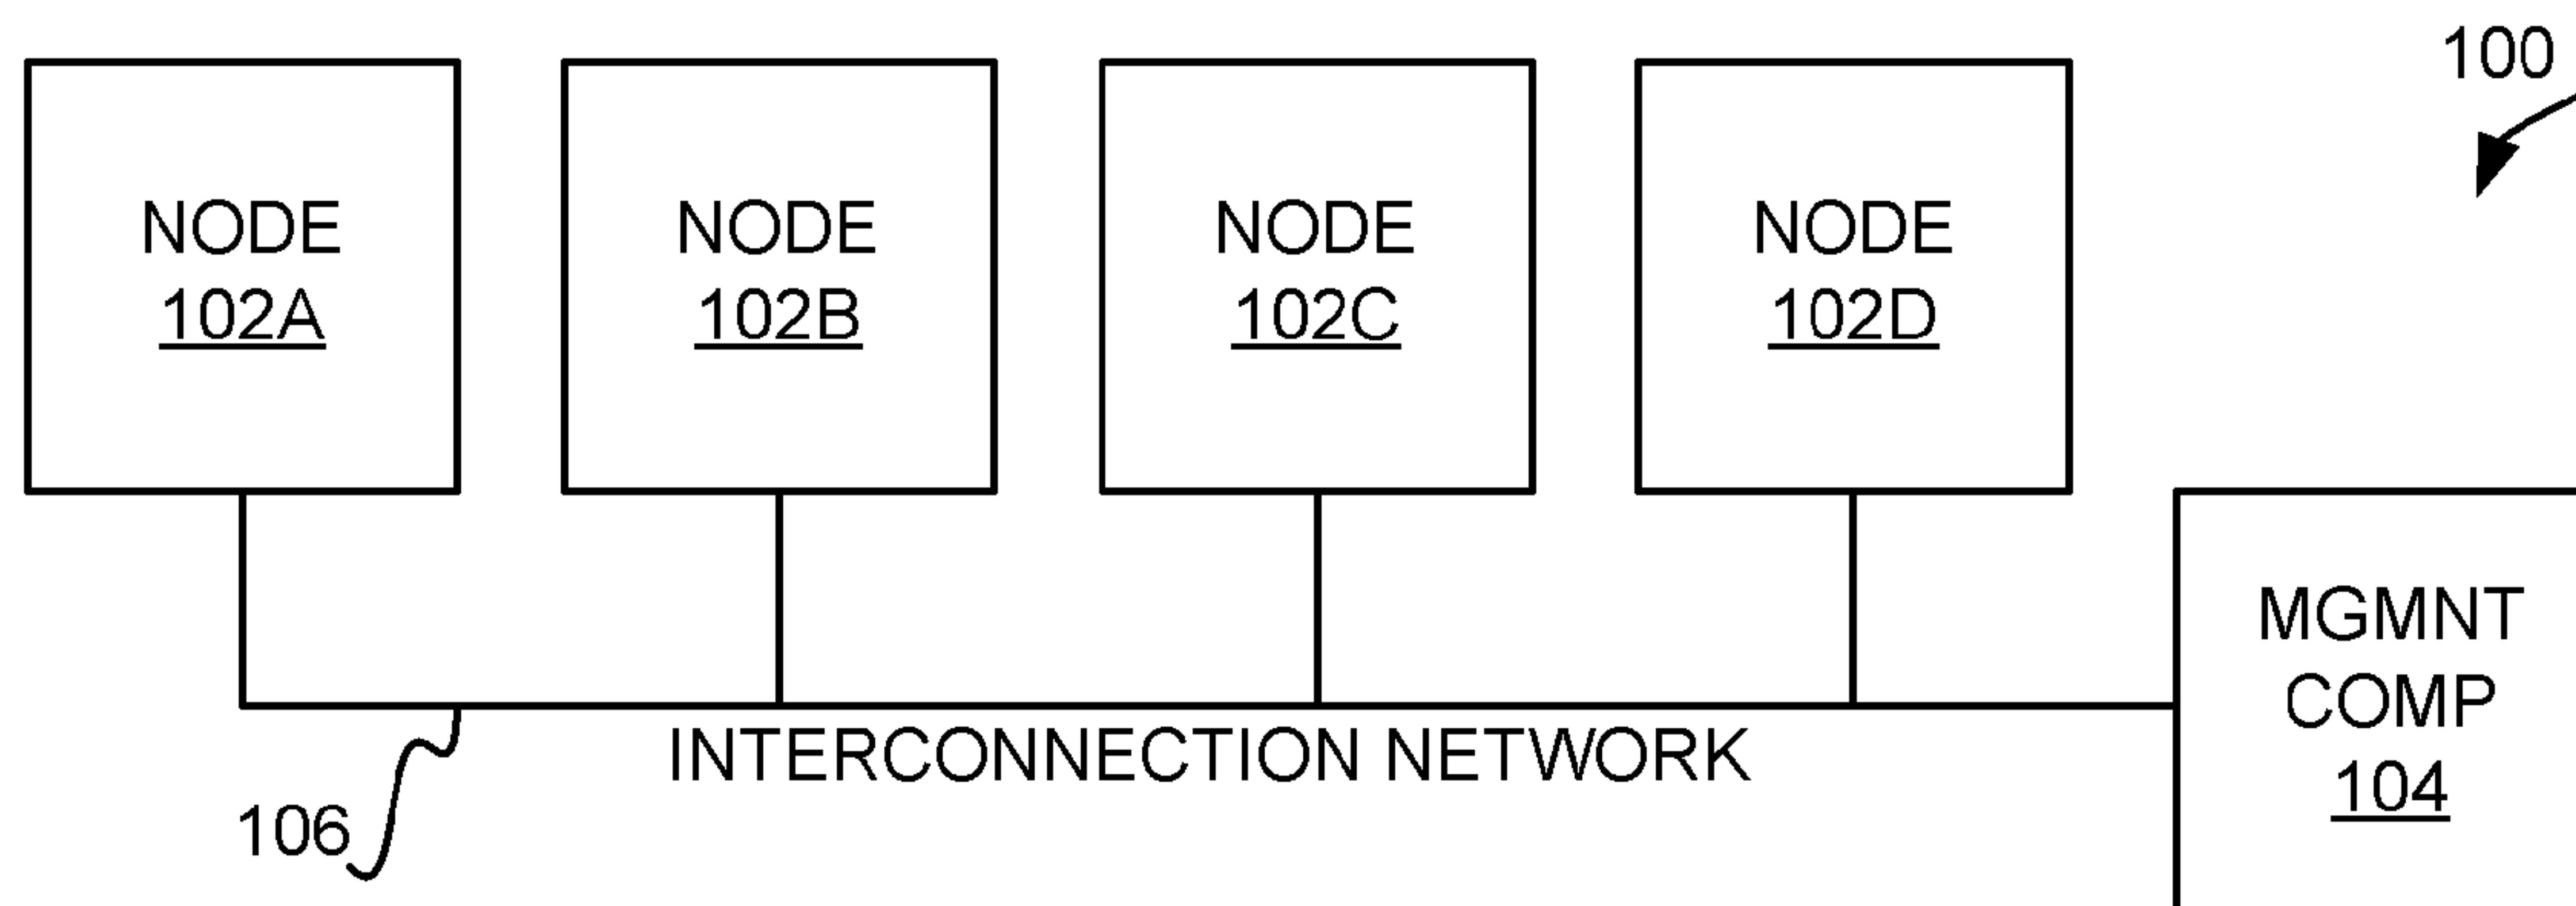 100
NODE
102A
NODE
102B
NODE
102C
NODE
102D
MGMNT
COMP
104
INTERCONNECTION NETWORK
106